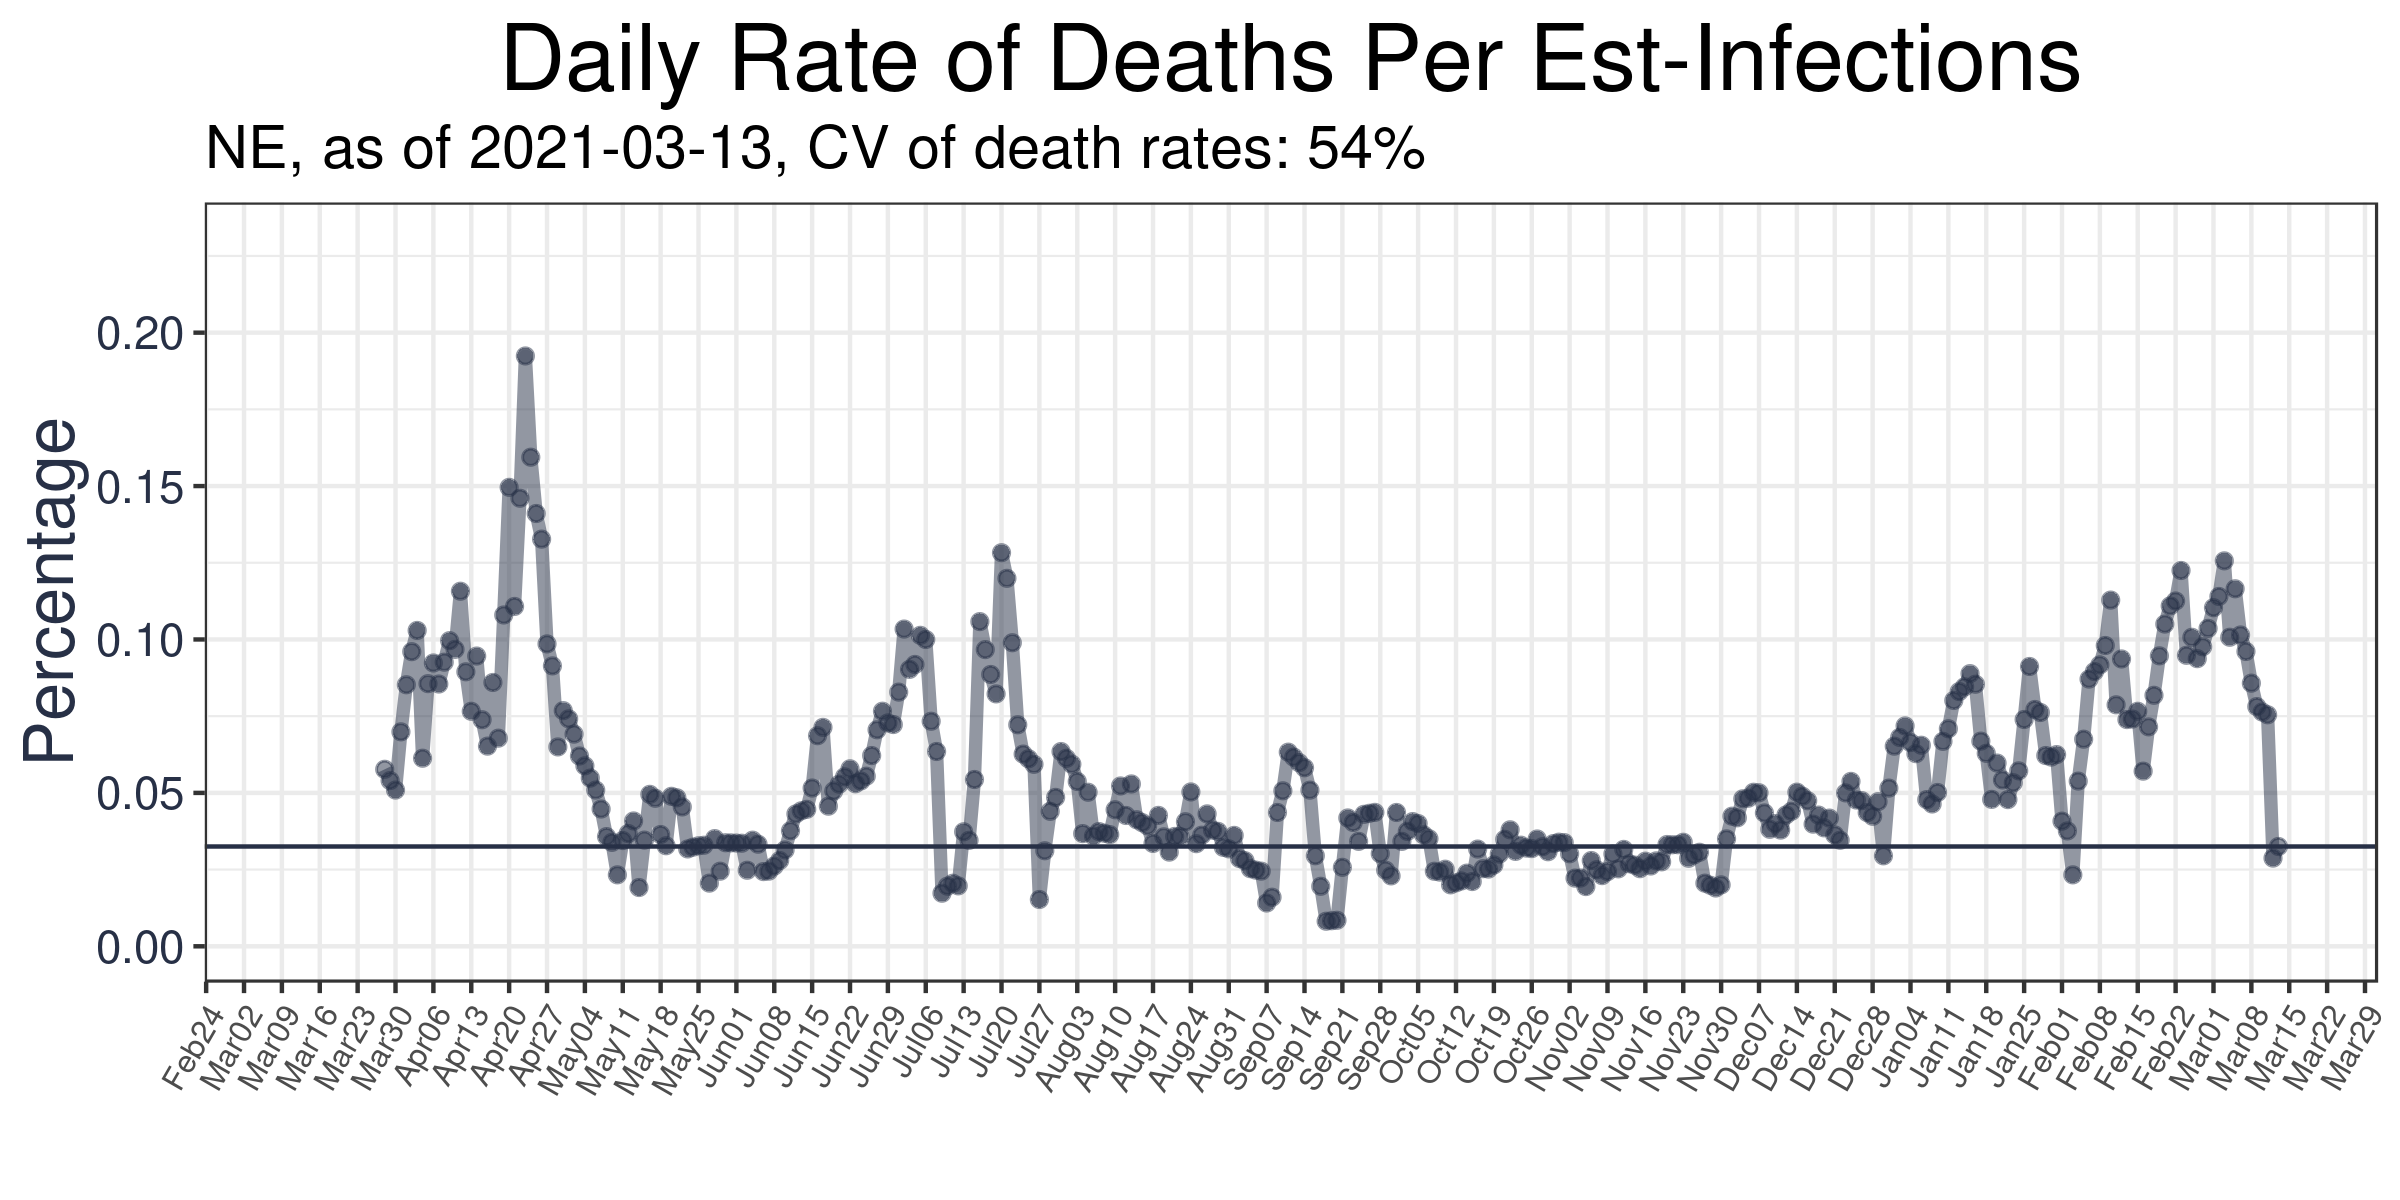 Daily Rate of Deaths Per Est-Infections
NE, as of 2021-03-13, CV of death rates: 54%
Percentage
0.20
0.15
0.10
0.05
0.00
Feb24
Mar02
Mar09
Mar16
Mar23
Mar30
Apr06
Apr13
Apr20
Apr27
May04
May11
May18
May25
Jun01
Jun08
Jun15
Jun22
Jun29
Jul06
Jul13
Jul20
Jul27
Aug03
Aug10
Aug17
Aug24
Aug31
Sep07
Sep14
Sep21
Sep28
Oct05
Oct12
Oct19
Oct26
Nov02
Nov09
Nov16
Nov23
Nov30
Dec07
Dec14
Dec21
Dec28
Jan04
Jan11
Jan18
Jan25
Feb01
Feb08
Feb15
Feb22
Mar01
Mar08
Mar15
Mar22
Mar29